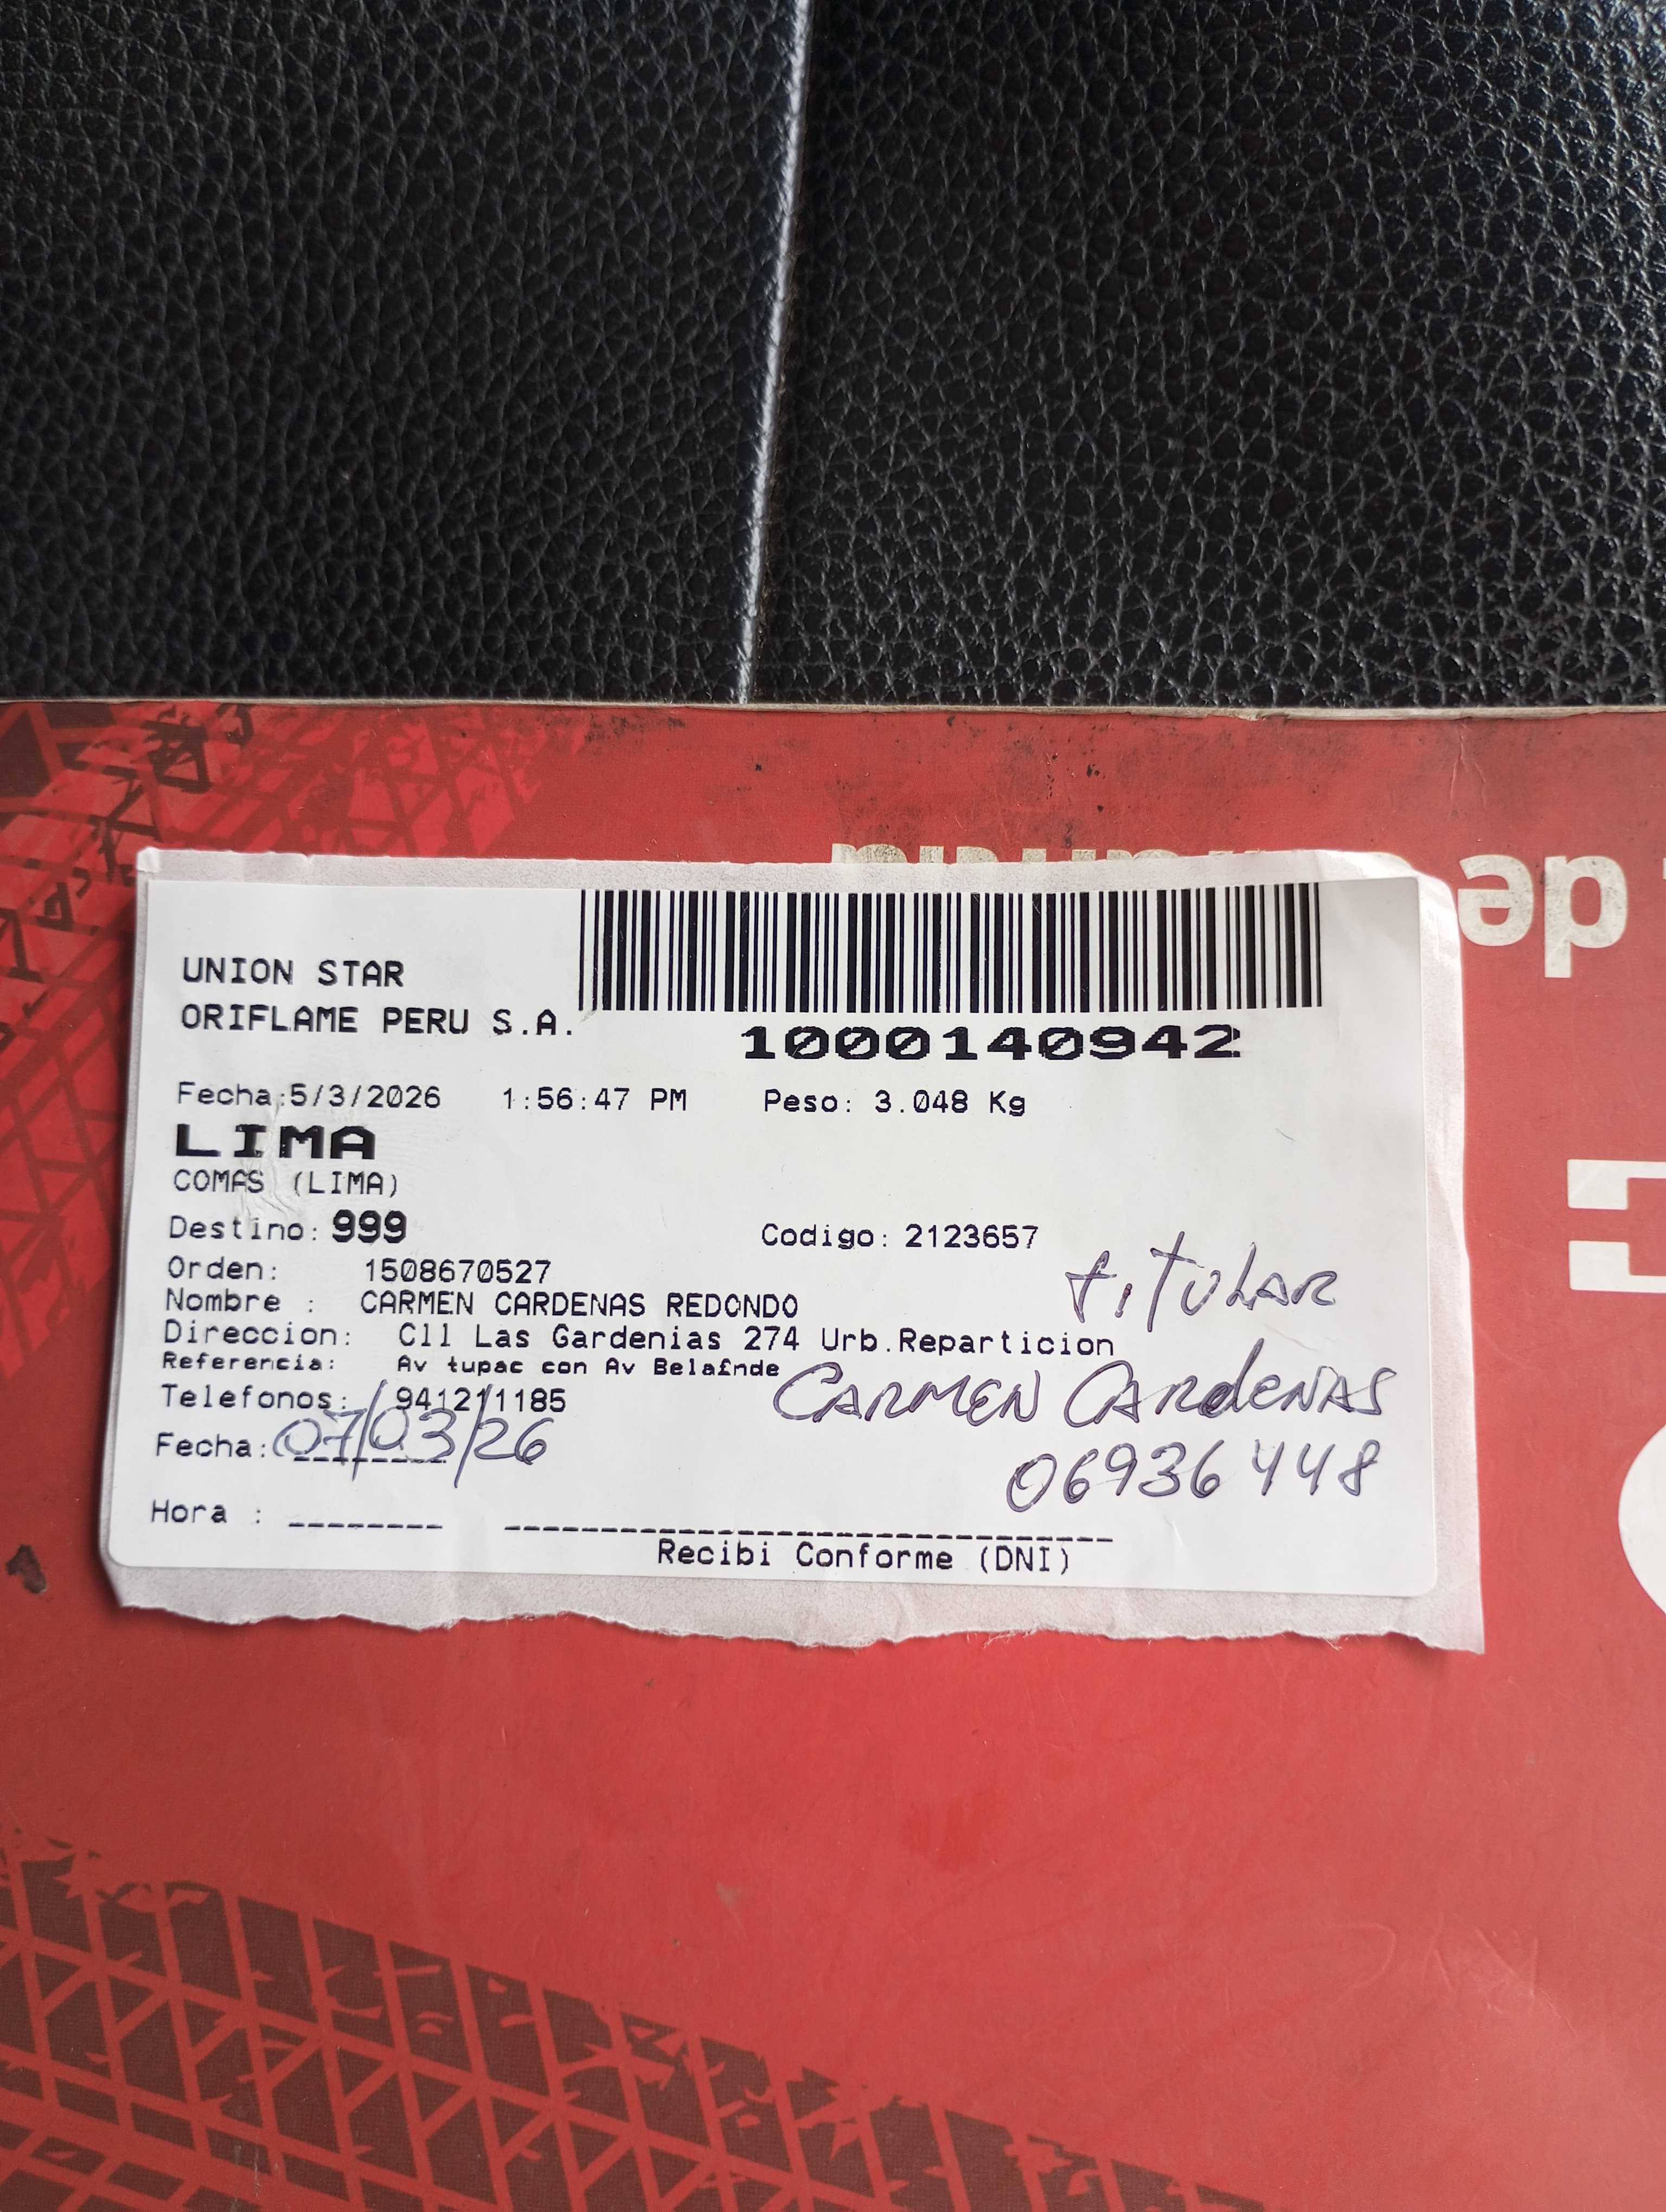 de
UNION STAR
ORIFLAME PERU S.A.
1000140942
Fecha:5/3/2026 1:56:47 PM Peso: 3.048 Kg
LIMA
COMAS (LIMA)
Destino: 999 Codigo: 2123657
Orden: 1508670527
titULAR
Nombre : CARMEN CARDENAS REDONDO
Direccion: Cll Las Gardenias 274 Urb.Reparticion
Referencia: Av tupac con Av Belafnde
CARMEN CARdENAS
Telefonos: 941211185
Fecha: 07/03/26
06936448
Hora : 
Recibi Conforme (DNI)